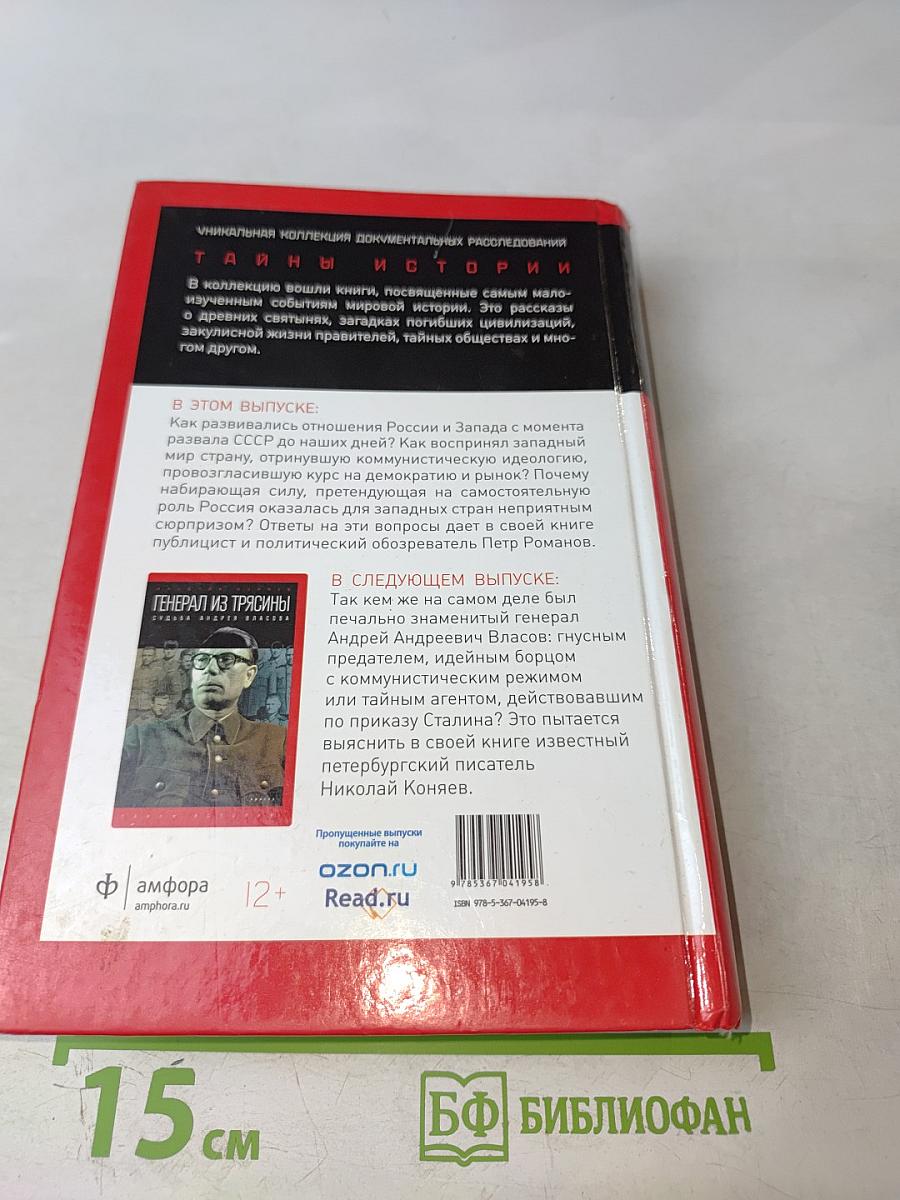 УНИКАЛЬНАЯ КОЛЛЕКЦИЯ ДОКУМЕНТАЛЬНЫХ РАССЛЕДОВАНИЙ
ТАЙНЫ ИСТОРИИ
В коллекцию вошли книги, посвященные самым мало-
изученным событиям мировой истории. Это рассказы
о древних святынях, загадках погибших цивилизаций,
закулисной жизни правителей, тайных обществах и мно-
гом другом.
В ЭТОМ ВЫПУСКЕ:
Как развивались отношения России и Запада с момента
развала СССР до наших дней? Как воспринял западный
мир страну, отринувшую коммунистическую идеологию,
провозгласившую курс на демократию и рынок? Почему
набирающая силу, претендующая на самостоятельную
роль Россия оказалась для западных стран неприятным
сюрпризом? Ответы на эти вопросы дает в своей книге
публицист и политический обозреватель Петр Романов.
ГЕНЕРАЛ ИЗ ТРЯСИНЫ
СУДЬБА АНДРЕЯ ВЛАСОВА
В СЛЕДУЮЩЕМ ВЫПУСКЕ:
Так кем же на самом деле был
печально знаменитый генерал
Андрей Андреевич Власов: гнусным
предателем, идейным борцом
с коммунистическим режимом
или тайным агентом, действовавшим
по приказу Сталина? Это пытается
выяснить в своей книге известный
петербургский писатель
Николай Коняев.
Пропущенные выпуски
покупайте на
ozon.ru
Read.ru
амфора
amphora.ru
12+
9 785367 041958
ISBN 978-5-367-04195-8
15 см
БФ БИБЛИОФАН